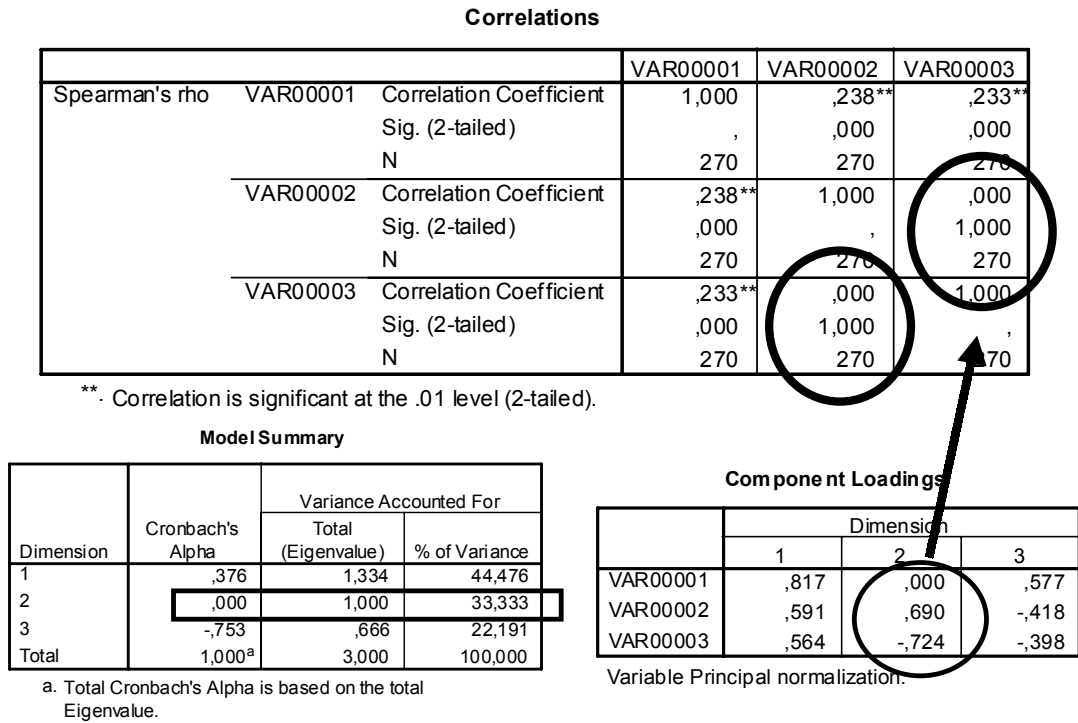 Correlations
VAR00001 VAR00002 VAR00003
Spearman's rho VAR00001 Correlation Coefficient 1,000 ,238** ,233**
Sig. (2-tailed) , ,000 ,000
N 270 270 270
VAR00002 Correlation Coefficient ,238** 1,000 ,000
Sig. (2-tailed) ,000 , 1,000
N 270 270 270
VAR00003 Correlation Coefficient ,233** ,000 1,000
Sig. (2-tailed) ,000 1,000 ,
N 270 270 270
**. Correlation is significant at the .01 level (2-tailed).
Model Summary
Variance Accounted For
Cronbach's Total
Dimension Alpha (Eigenvalue) % of Variance
1 ,376 1,334 44,476
2 ,000 1,000 33,333
3 -,753 ,666 22,191
Total 1,000a 3,000 100,000
a. Total Cronbach's Alpha is based on the total
Eigenvalue.
Component Loadings
Dimension
1 2 3
VAR00001 ,817 ,000 ,577
VAR00002 ,591 ,690 -,418
VAR00003 ,564 -,724 -,398
Variable Principal normalization.